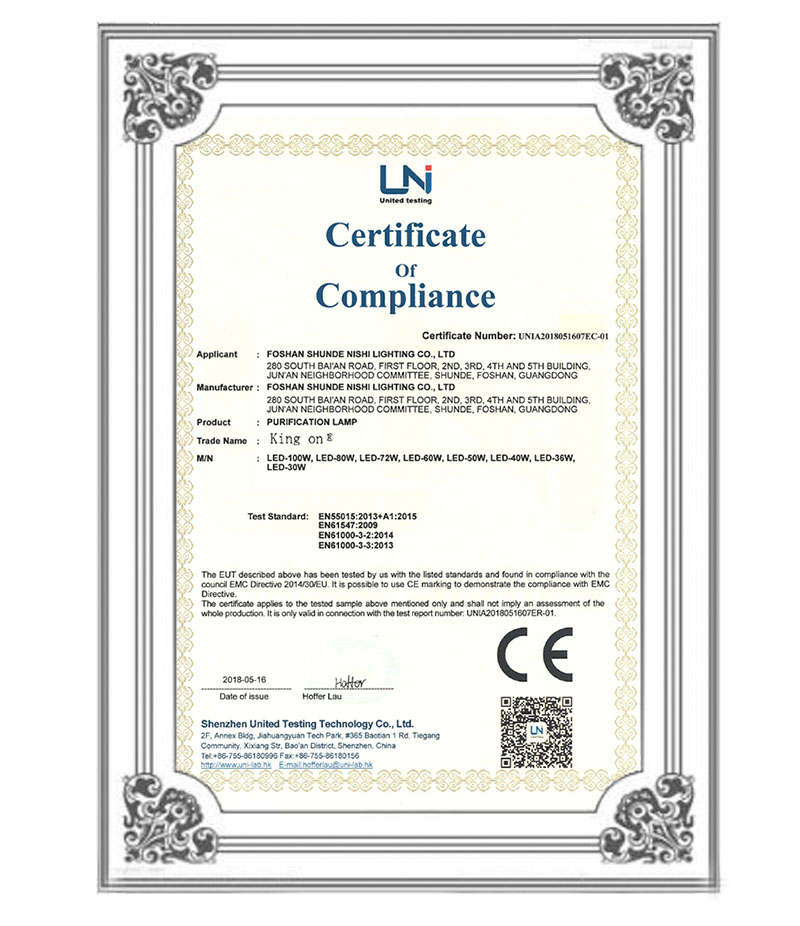 LNi
United testing
Certificate
Of
Compliance
Certificate Number: UNIA2018051607EC-01
Applicant : FOSHAN SHUNDE NISHI LIGHTING CO., LTD
280 SOUTH BAI'AN ROAD, FIRST FLOOR, 2ND, 3RD, 4TH AND 5TH BUILDING,
JUN'AN NEIGHBORHOOD COMMITTEE, SHUNDE, FOSHAN, GUANGDONG
Manufacturer : FOSHAN SHUNDE NISHI LIGHTING CO., LTD
280 SOUTH BAI'AN ROAD, FIRST FLOOR, 2ND, 3RD, 4TH AND 5TH BUILDING,
JUN'AN NEIGHBORHOOD COMMITTEE, SHUNDE, FOSHAN, GUANGDONG
Product : PURIFICATION LAMP
Trade Name : King onE
M/N : LED-100W, LED-80W, LED-72W, LED-60W, LED-50W, LED-40W, LED-36W,
LED-30W
Test Standard: EN55015:2013+A1:2015
EN61547:2009
EN61000-3-2:2014
EN61000-3-3:2013
The EUT described above has been tested by us with the listed standards and found in compliance with the
council EMC Directive 2014/30/EU. It is possible to use CE marking to demonstrate the compliance with EMC
Directive.
The certificate applies to the tested sample above mentioned only and shall not imply an assessment of the
whole production. It is only valid in connection with the test report number: UNIA2018051607ER-01.
CE
2018-05-16 Hoffer
Date of issue Hoffer Lau
Shenzhen United Testing Technology Co., Ltd.
2F, Annex Bldg, Jiahuangyuan Tech Park, #365 Baotian 1 Rd, Tiegang
Community, Xixiang Str, Bao'an District, Shenzhen, China
Tel:+86-755-86180996 Fax:+86-755-86180156
http://www.uni-lab.hk E-mail:hofferlau@uni-lab.hk
LNi